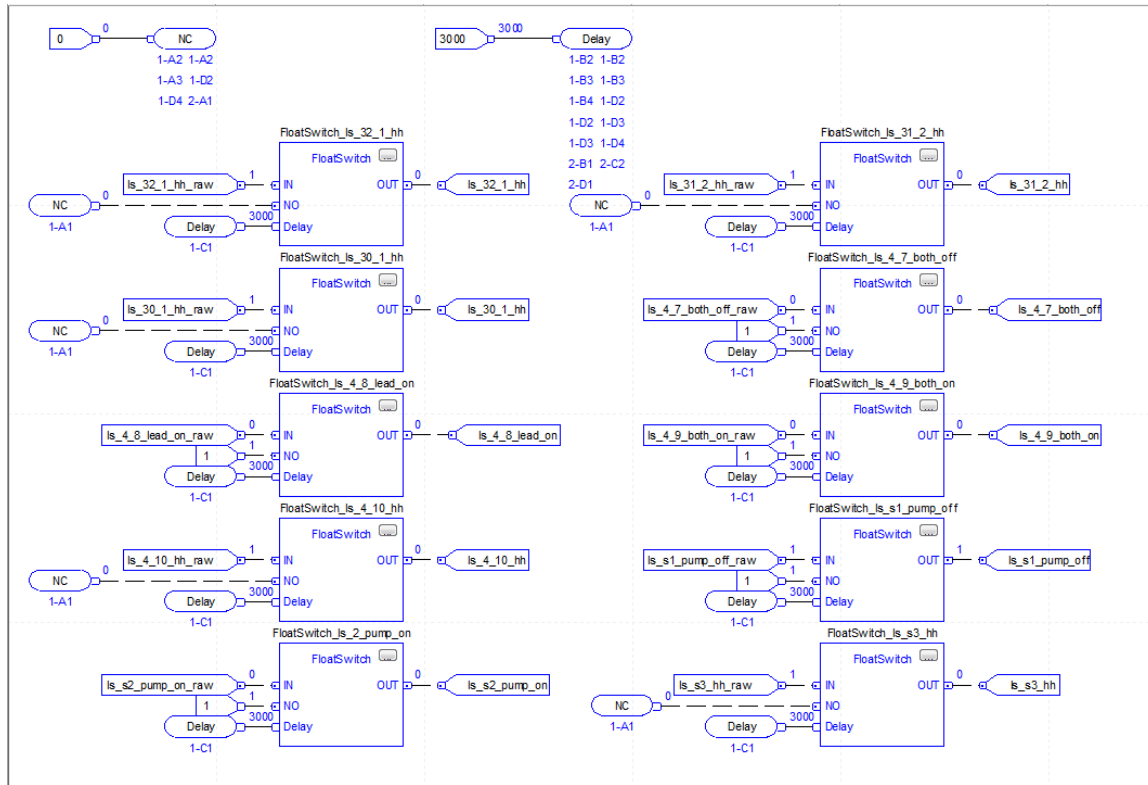 0 0 NC
1-A2 1-A2
1-A3 1-D2
1-D4 2-A1
3000 3000 Delay
1-B2 1-B2
1-B3 1-B3
1-B4 1-D2
1-D2 1-D3
1-D3 1-D4
2-B1 2-C2
2-D1
FloatSwitch_ls_32_1_hh
FloatSwitch ...
ls_32_1_hh_raw 1 IN OUT 0 ls_32_1_hh
NC 0 NO
1-A1
Delay 3000 Delay
1-C1
FloatSwitch_ls_31_2_hh
FloatSwitch ...
ls_31_2_hh_raw 1 IN OUT 0 ls_31_2_hh
NC 0 NO
1-A1
Delay 3000 Delay
1-C1
FloatSwitch_ls_30_1_hh
FloatSwitch ...
ls_30_1_hh_raw 1 IN OUT 0 ls_30_1_hh
NC 0 NO
1-A1
Delay 3000 Delay
1-C1
FloatSwitch_ls_4_7_both_off
FloatSwitch ...
ls_4_7_both_off_raw 0 IN OUT 0 ls_4_7_both_off
1 1 NO
Delay 3000 Delay
1-C1
FloatSwitch_ls_4_8_lead_on
FloatSwitch ...
ls_4_8_lead_on_raw 0 IN OUT 0 ls_4_8_lead_on
1 1 NO
Delay 3000 Delay
1-C1
FloatSwitch_ls_4_9_both_on
FloatSwitch ...
ls_4_9_both_on_raw 0 IN OUT 0 ls_4_9_both_on
1 1 NO
Delay 3000 Delay
1-C1
FloatSwitch_ls_4_10_hh
FloatSwitch ...
ls_4_10_hh_raw 1 IN OUT 0 ls_4_10_hh
NC 0 NO
1-A1
Delay 3000 Delay
1-C1
FloatSwitch_ls_s1_pump_off
FloatSwitch ...
ls_s1_pump_off_raw 1 IN OUT 1 ls_s1_pump_off
1 1 NO
Delay 3000 Delay
1-C1
FloatSwitch_ls_2_pump_on
FloatSwitch ...
ls_s2_pump_on_raw 0 IN OUT 0 ls_s2_pump_on
1 1 NO
Delay 3000 Delay
1-C1
FloatSwitch_ls_s3_hh
FloatSwitch ...
ls_s3_hh_raw 1 IN OUT 0 ls_s3_hh
NC 0 NO
1-A1
Delay 3000 Delay
1-C1